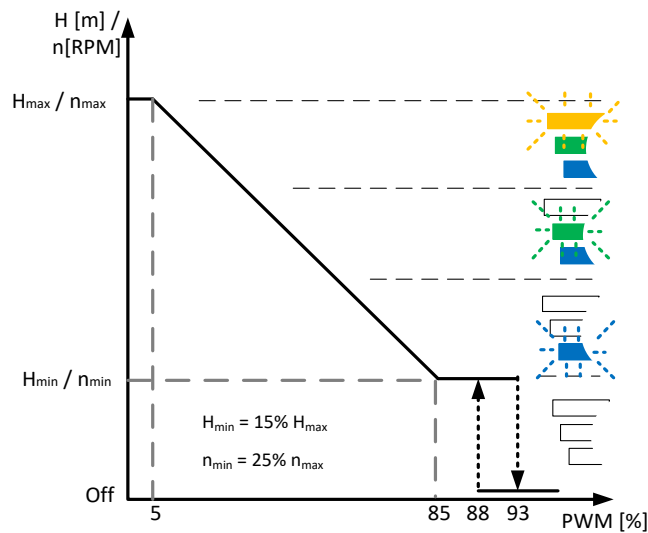 H [m] /
n[RPM]
Hmax / nmax
Hmin / nmin
Hmin = 15% Hmax
nmin = 25% nmax
Off
5 85 88 93
PWM [%]